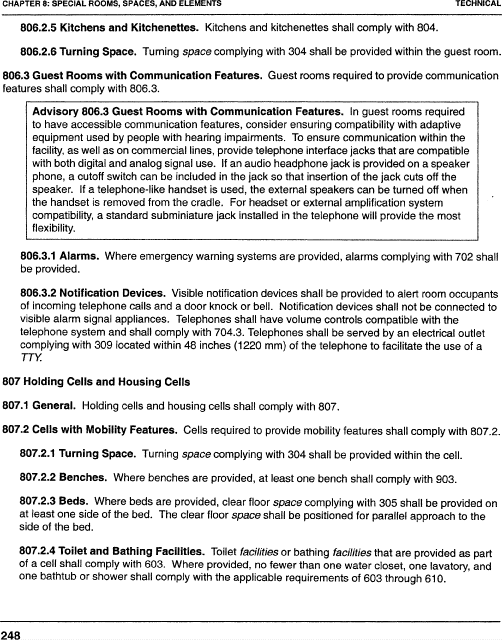 CHAPTER 8: SPECIAL ROOMS, SPACES, AND ELEMENTS TECHNICAL
806.2.5 Kitchens and Kitchenettes. Kitchens and kitchenettes shall comply with 804.
806.2.6 Turning Space. Turning space complying with 304 shall be provided within the guest room.
806.3 Guest Rooms with Communication Features. Guest rooms required to provide communication
features shall comply with 806.3.
Advisory 806.3 Guest Rooms with Communication Features. In guest rooms required
to have accessible communication features, consider ensuring compatibility with adaptive
equipment used by people with hearing impairments. To ensure communication within the
facility, as well as on commercial lines, provide telephone interface jacks that are compatible
with both digital and analog signal use. If an audio headphone jack is provided on a speaker
phone, a cutoff switch can be included in the jack so that insertion of the jack cuts off the
speaker. If a telephone-like handset is used, the external speakers can be turned off when
the handset is removed from the cradle. For headset or external amplification system
compatibility, a standard subminiature jack installed in the telephone will provide the most
flexibility.
806.3.1 Alarms. Where emergency warning systems are provided, alarms complying with 702 shall
be provided.
806.3.2 Notification Devices. Visible notification devices shall be provided to alert room occupants
of incoming telephone calls and a door knock or bell. Notification devices shall not be connected to
visible alarm signal appliances. Telephones shall have volume controls compatible with the
telephone system and shall comply with 704.3. Telephones shall be served by an electrical outlet
complying with 309 located within 48 inches (1220 mm) of the telephone to facilitate the use of a
TTY.
807 Holding Cells and Housing Cells
807.1 General. Holding cells and housing cells shall comply with 807.
807.2 Cells with Mobility Features. Cells required to provide mobility features shall comply with 807.2.
807.2.1 Turning Space. Turning space complying with 304 shall be provided within the cell.
807.2.2 Benches. Where benches are provided, at least one bench shall comply with 903.
807.2.3 Beds. Where beds are provided, clear floor space complying with 305 shall be provided on
at least one side of the bed. The clear floor space shall be positioned for parallel approach to the
side of the bed.
807.2.4 Toilet and Bathing Facilities. Toilet facilities or bathing facilities that are provided as part
of a cell shall comply with 603. Where provided, no fewer than one water closet, one lavatory, and
one bathtub or shower shall comply with the applicable requirements of 603 through 610.
248